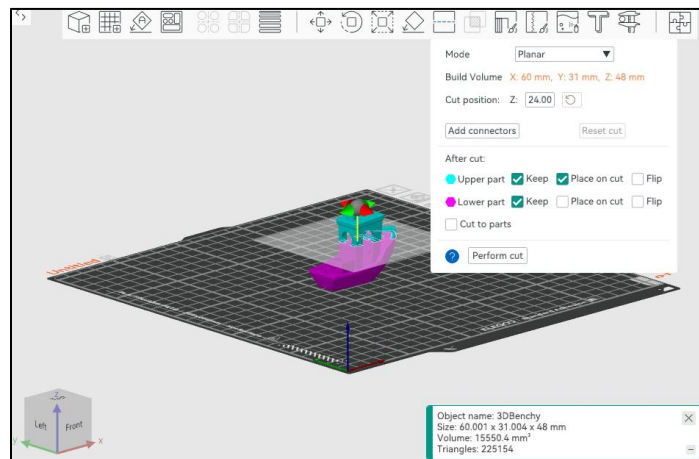 Mode Planar
Build Volume X: 60 mm, Y: 31 mm, Z: 48 mm
Cut position: Z: 24.00
Add connectors Reset cut
After cut:
Upper part Keep Place on cut Flip
Lower part Keep Place on cut Flip
Cut to parts
? Perform cut
Untitled
01
Left Front
y x
Object name: 3DBenchy
Size: 60.001 x 31.004 x 48 mm
Volume: 15550.4 mm³
Triangles: 225154